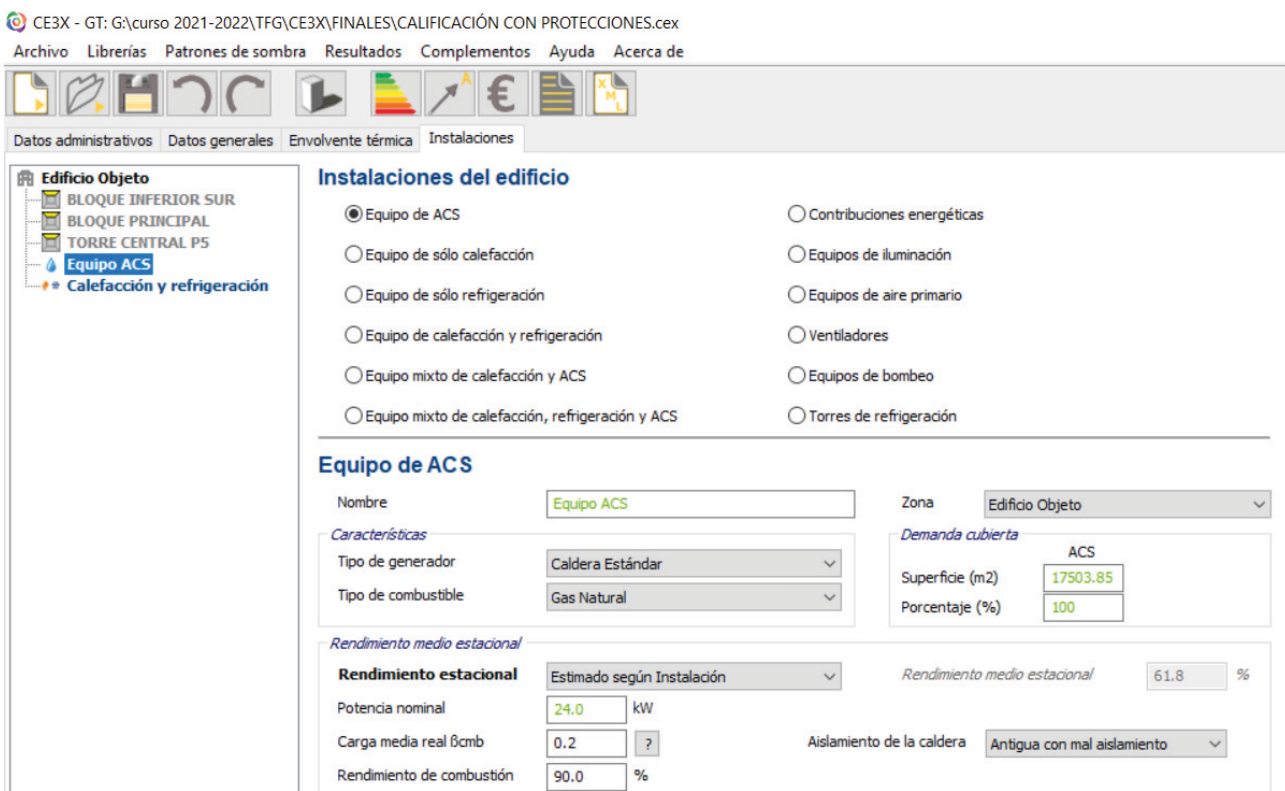 CE3X - GT: G:\curso 2021-2022\TFG\CE3X\FINALES\CALIFICACIÓN CON PROTECCIONES.cex
Archivo Librerías Patrones de sombra Resultados Complementos Ayuda Acerca de
A € X M L
Datos administrativos Datos generales Envolvente térmica Instalaciones
Edificio Objeto
BLOQUE INFERIOR SUR
BLOQUE PRINCIPAL
TORRE CENTRAL P5
Equipo ACS
Calefacción y refrigeración
Instalaciones del edificio
Equipo de ACS Contribuciones energéticas
Equipo de sólo calefacción Equipos de iluminación
Equipo de sólo refrigeración Equipos de aire primario
Equipo de calefacción y refrigeración Ventiladores
Equipo mixto de calefacción y ACS Equipos de bombeo
Equipo mixto de calefacción, refrigeración y ACS Torres de refrigeración
Equipo de ACS
Nombre Equipo ACS Zona Edificio Objeto
Características Demanda cubierta
ACS
Tipo de generador Caldera Estándar Superficie (m2) 17503.85
Tipo de combustible Gas Natural Porcentaje (%) 100
Rendimiento medio estacional
Rendimiento estacional Estimado según Instalación Rendimiento medio estacional 61.8 %
Potencia nominal 24.0 kW
Carga media real ßcmb 0.2 ? Aislamiento de la caldera Antigua con mal aislamiento
Rendimiento de combustión 90.0 %